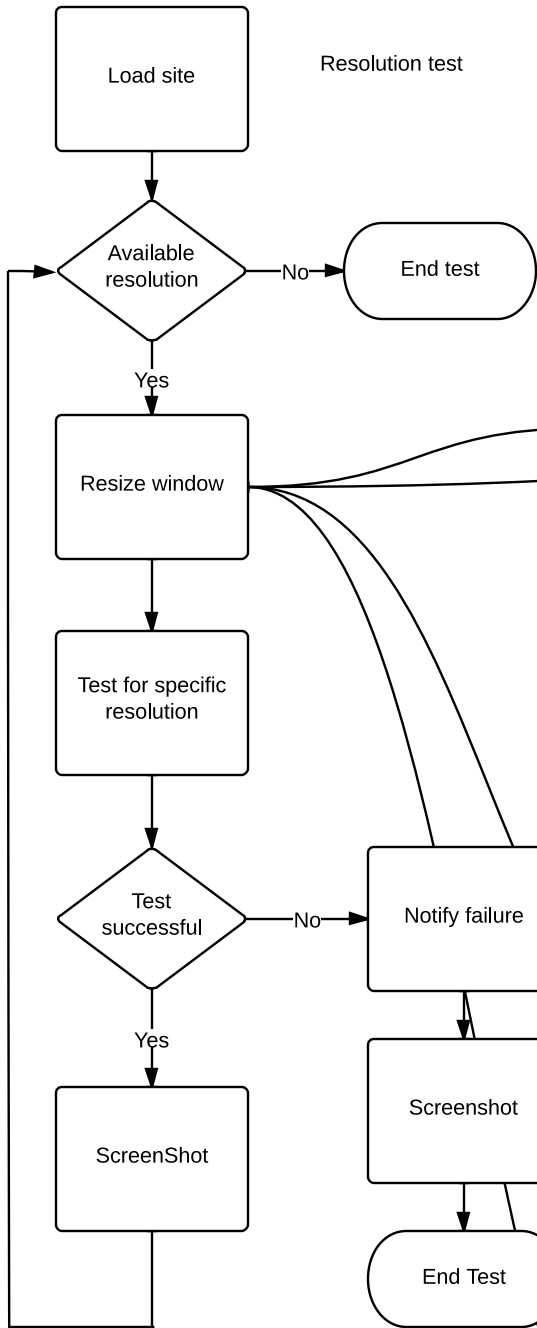 Load site
Resolution test
Available
resolution
No
End test
Yes
Resize window
Test for specific
resolution
Test
successful
No
Notify failure
Yes
ScreenShot
Screenshot
End Test